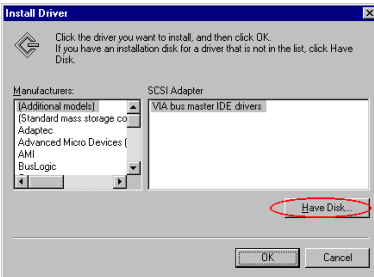 Install Driver
Click the driver you want to install, and then click OK.
If you have an installation disk for a driver that is not in the list, click Have
Disk.
Manufacturers:
SCSI Adapter
(Additional models)
(Standard mass storage co
Adaptec
Advanced Micro Devices (
AMI
BusLogic
VIA bus master IDE drivers
Have Disk...
OK
Cancel